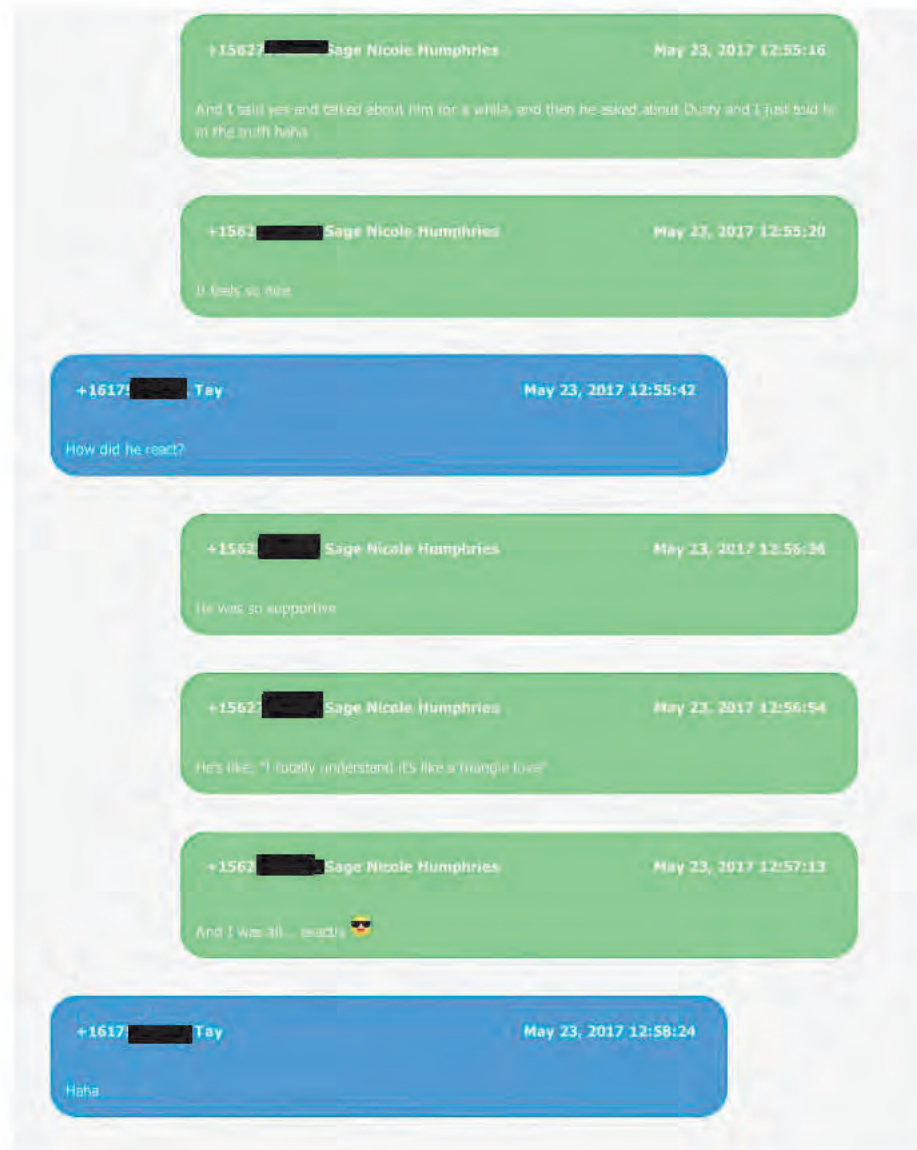 +15627 Sage Nicole Humphries May 23, 2017 12:55:16
And I said yes and talked about him for a while, and then he asked about Dusty and I just told h
im the truth haha
+1562 Sage Nicole Humphries May 23, 2017 12:55:20
It feels so nice
+1617 Tay May 23, 2017 12:55:42
How did he react?
+1562 Sage Nicole Humphries May 23, 2017 12:56:36
He was so supportive
+1562 Sage Nicole Humphries May 23, 2017 12:56:54
He's like, "I totally understand it's like a triangle love"
+1562 Sage Nicole Humphries May 23, 2017 12:57:13
And I was all... exactly 😎
+1617 Tay May 23, 2017 12:58:24
Haha